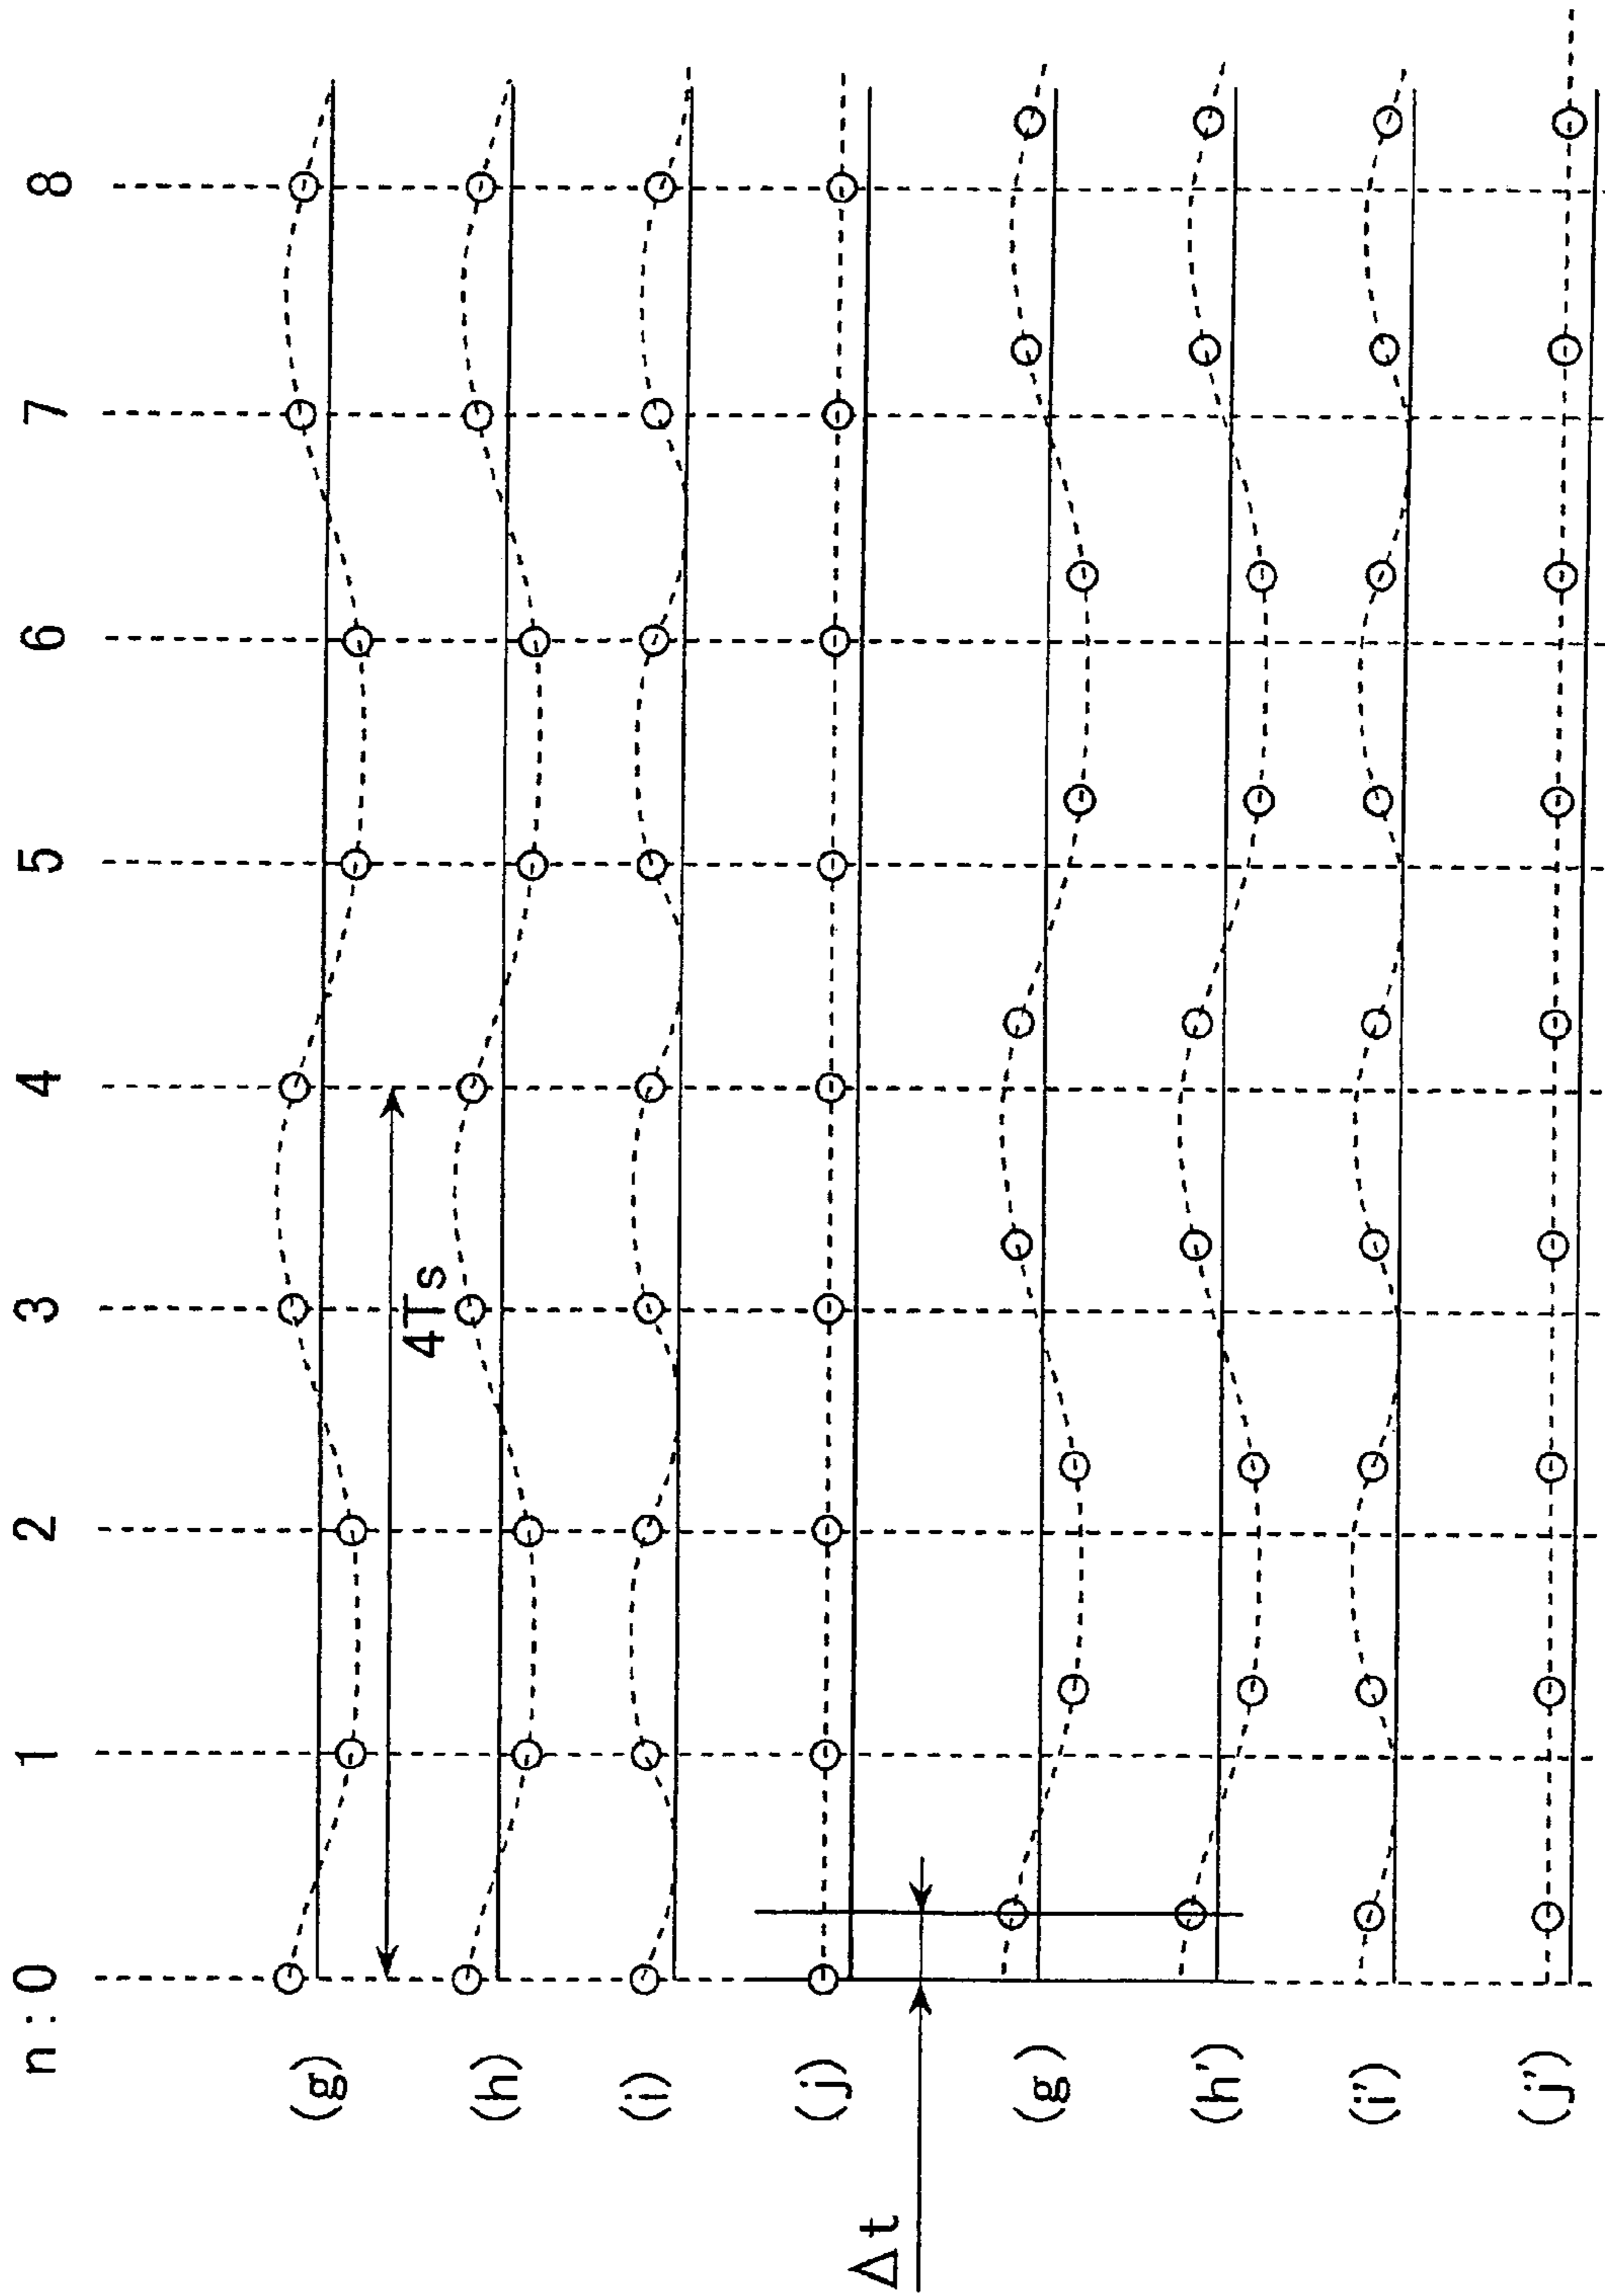 n : 0 1 2 3 4 5 6 7 8
(g)
4Ts
(h)
(i)
(j)
Δt
(g)
(h')
(i')
(j')